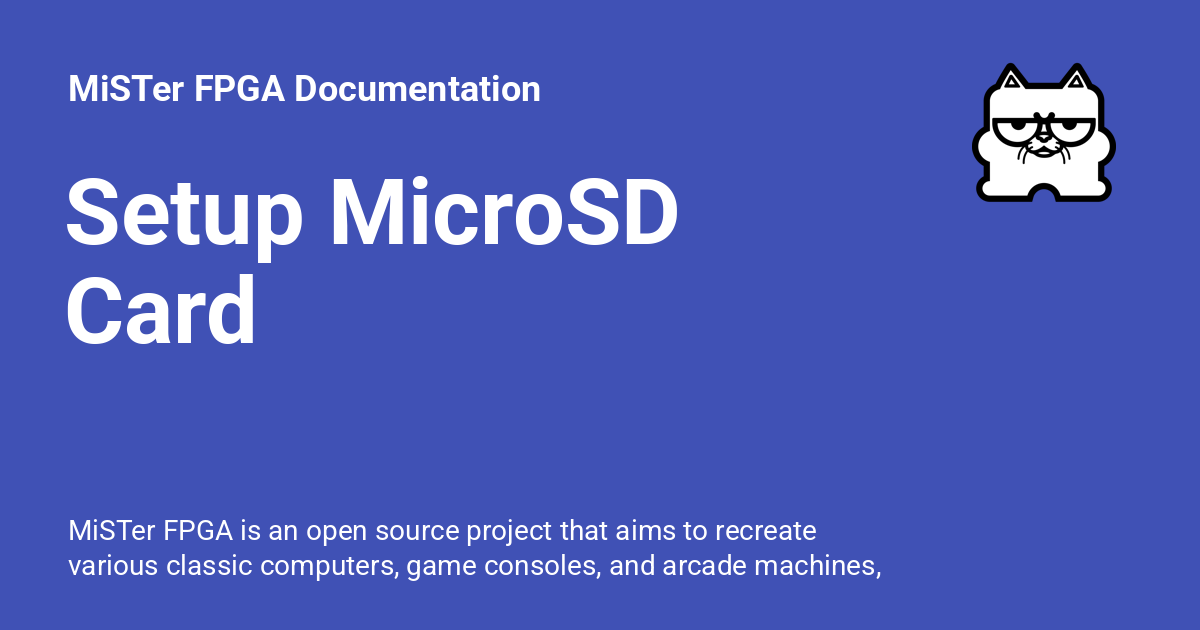 MiSTer FPGA Documentation
Setup MicroSD
Card
MiSTer FPGA is an open source project that aims to recreate
various classic computers, game consoles, and arcade machines,